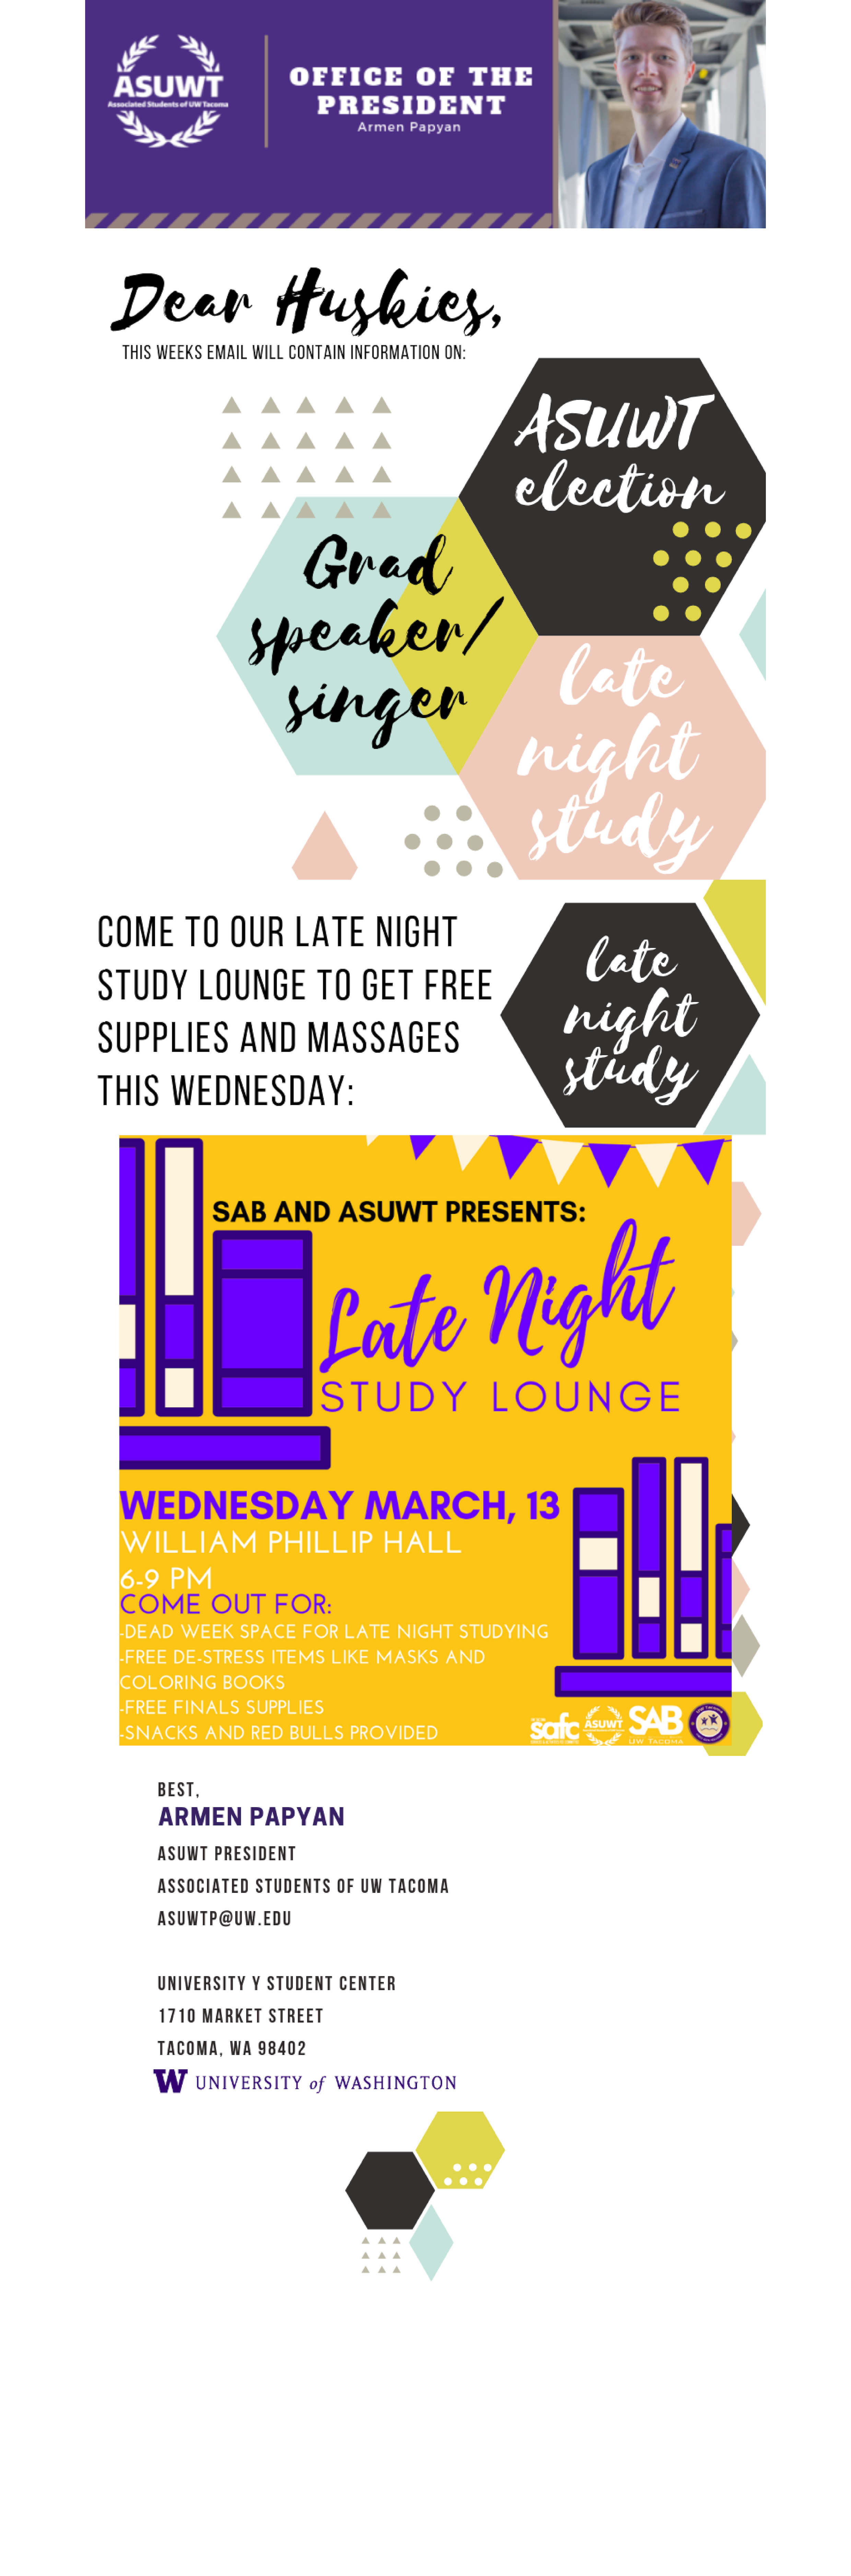 ASUWT
Associated Students of UW Tacoma
OFFICE OF THE
PRESIDENT
Armen Papyan
Dear Huskies,
THIS WEEKS EMAIL WILL CONTAIN INFORMATION ON:
ASUWT
election
Grad
speaker/
singer
late
night
study
COME TO OUR LATE NIGHT
STUDY LOUNGE TO GET FREE
SUPPLIES AND MASSAGES
THIS WEDNESDAY:
late
night
study
SAB AND ASUWT PRESENTS:
Late Night
STUDY LOUNGE
WEDNESDAY MARCH, 13
WILLIAM PHILLIP HALL
6-9 PM
COME OUT FOR:
-DEAD WEEK SPACE FOR LATE NIGHT STUDYING
-FREE DE-STRESS ITEMS LIKE MASKS AND
COLORING BOOKS
-FREE FINALS SUPPLIES
-SNACKS AND RED BULLS PROVIDED
safc
ASUWT
SAB
UW TACOMA
BEST,
ARMEN PAPYAN
ASUWT PRESIDENT
ASSOCIATED STUDENTS OF UW TACOMA
ASUWTP@UW.EDU
UNIVERSITY Y STUDENT CENTER
1710 MARKET STREET
TACOMA, WA 98402
W UNIVERSITY of WASHINGTON